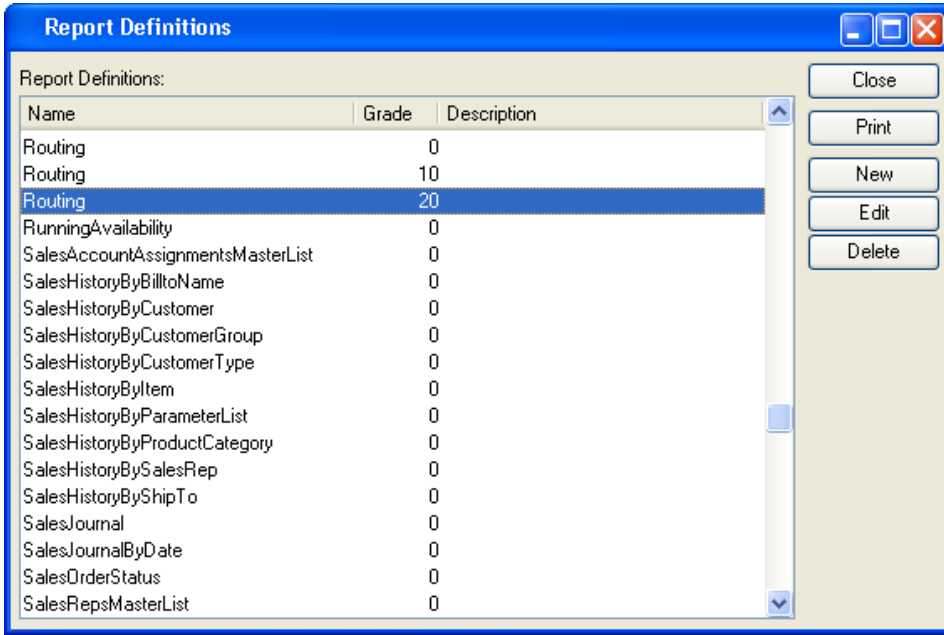 Report Definitions
Report Definitions:
Close
Name Grade Description
Print
Routing 0
Routing 10
New
Routing 20
Edit
RunningAvailability 0
SalesAccountAssignmentsMasterList 0
Delete
SalesHistoryByBilltoName 0
SalesHistoryByCustomer 0
SalesHistoryByCustomerGroup 0
SalesHistoryByCustomerType 0
SalesHistoryByItem 0
SalesHistoryByParameterList 0
SalesHistoryByProductCategory 0
SalesHistoryBySalesRep 0
SalesHistoryByShipTo 0
SalesJournal 0
SalesJournalByDate 0
SalesOrderStatus 0
SalesRepsMasterList 0